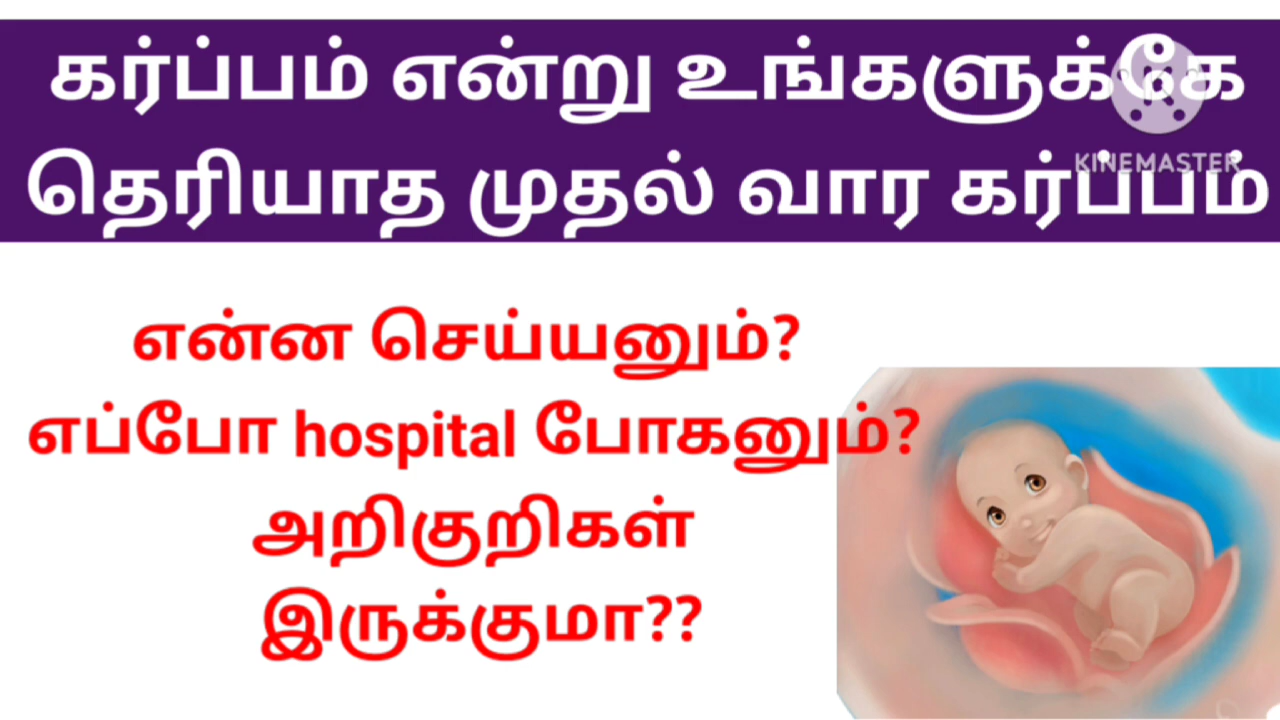 கர்ப்பம் என்று உங்களுக்கே
தெரியாத முதல் வார கர்ப்பம்
KINEMASTER
என்ன செய்யனும்?
எப்போ hospital போகனும்?
அறிகுறிகள்
இருக்குமா??